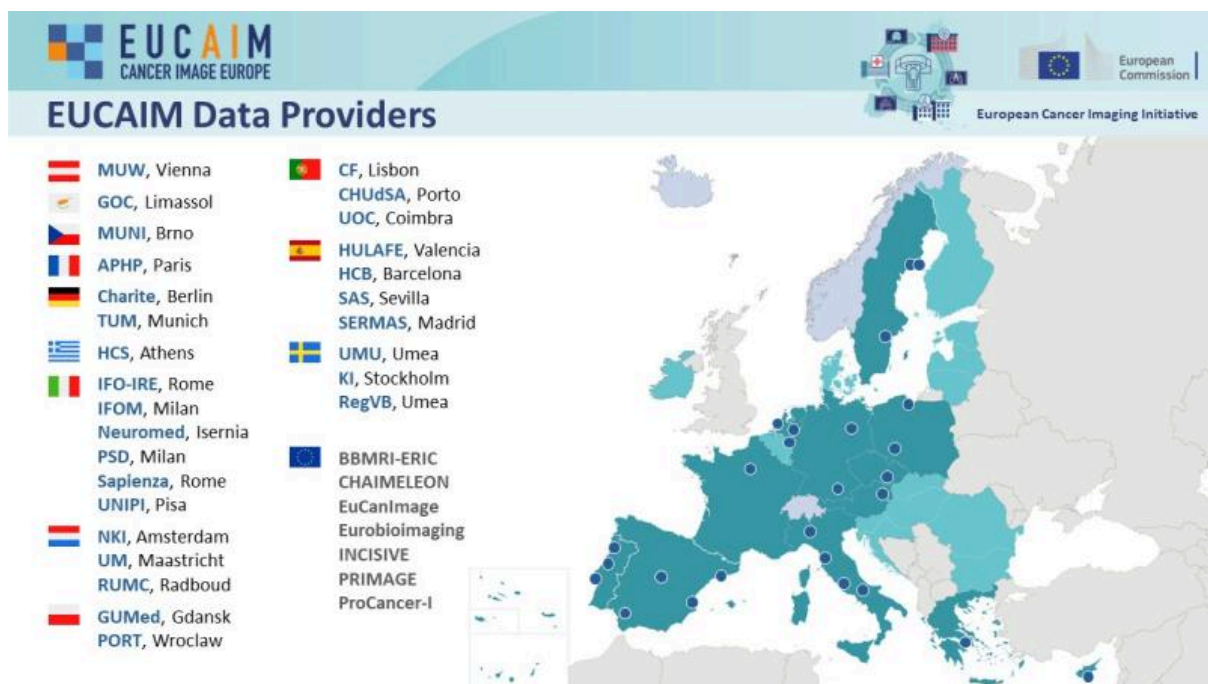 EUCAIM
CANCER IMAGE EUROPE
European
Commission
European Cancer Imaging Initiative
EUCAIM Data Providers
MUW, Vienna
GOC, Limassol
MUNI, Brno
APHP, Paris
Charite, Berlin
TUM, Munich
HCS, Athens
IFO-IRE, Rome
IFOM, Milan
Neuromed, Isernia
PSD, Milan
Sapienza, Rome
UNIPI, Pisa
NKI, Amsterdam
UM, Maastricht
RUMC, Radboud
GUMed, Gdansk
PORT, Wroclaw
CF, Lisbon
CHUdSA, Porto
UOC, Coimbra
HULAFE, Valencia
HCB, Barcelona
SAS, Sevilla
SERMAS, Madrid
UMU, Umea
KI, Stockholm
RegVB, Umea
BBMRI-ERIC
CHAIMELEON
EuCanImage
Eurobioimaging
INCISIVE
PRIMAGE
ProCancer-I